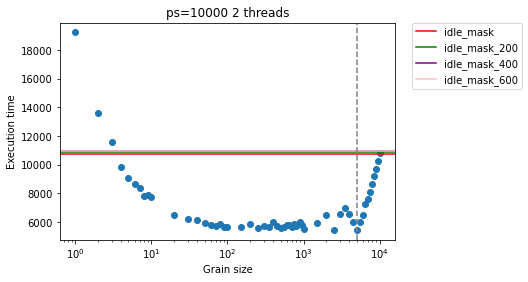 ps=10000 2 threads
idle_mask
idle_mask_200
idle_mask_400
idle_mask_600
Execution time
18000
16000
14000
12000
10000
8000
6000
10⁰
10¹
10²
10³
10⁴
Grain size